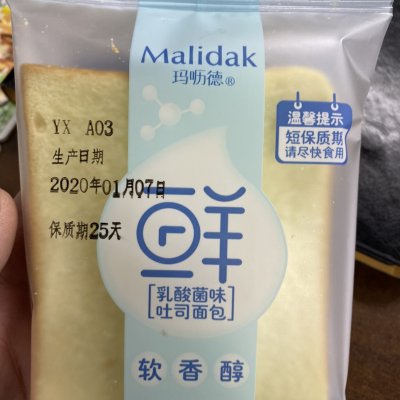 Malidak
玛呖德®
温馨提示
短保质期
请尽快食用
YX A03
生产日期
2020年01月07日
保质期25天
鲜
乳酸菌味
吐司面包
软香醇